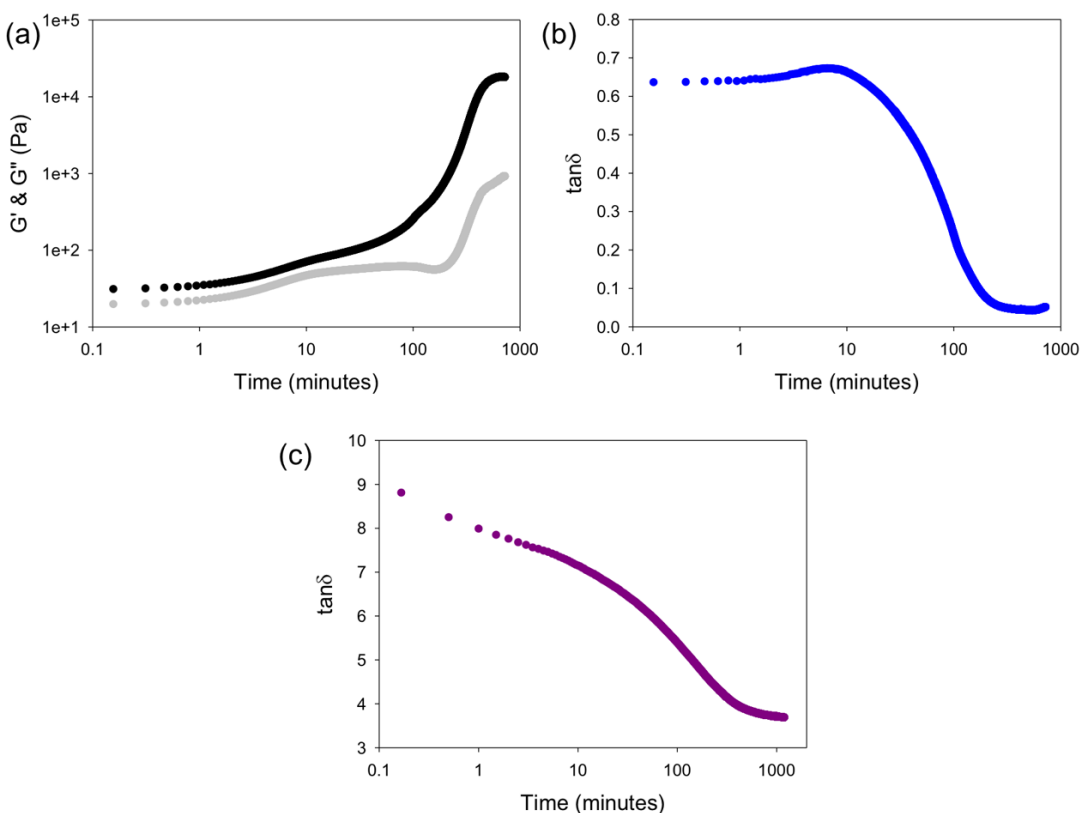 (a)
G' & G" (Pa)
1e+5
1e+4
1e+3
1e+2
1e+1
0.1 1 10 100 1000
Time (minutes)
(b)
tanδ
0.8
0.7
0.6
0.5
0.4
0.3
0.2
0.1
0.0
0.1 1 10 100 1000
Time (minutes)
(c)
tanδ
10
9
8
7
6
5
4
3
0.1 1 10 100 1000
Time (minutes)